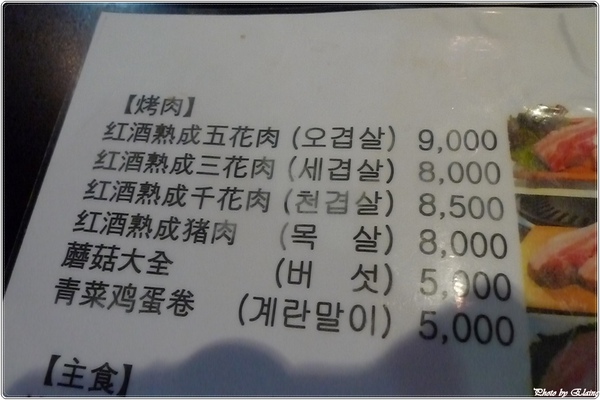 【烤肉】
红酒熟成五花肉 (오겹살) 9,000
红酒熟成三花肉 (세겹살) 8,000
红酒熟成千花肉 (천겹살) 8,500
红酒熟成猪肉 (목 살) 8,000
蘑菇大全 (버 섯) 5,000
青菜鸡蛋卷 (계란말이) 5,000
【主食】
Photo by Elaine